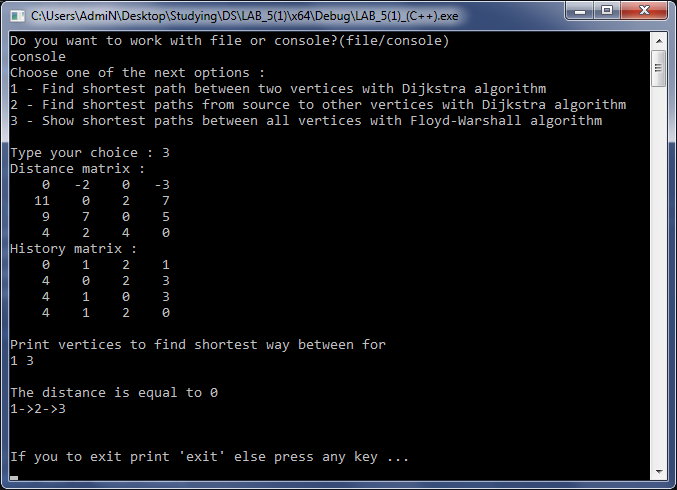 C:\Users\AdmiN\Desktop\Studying\DS\LAB_5(1)\x64\Debug\LAB_5(1)_(C++).exe
Do you want to work with file or console?(file/console)
console
Choose one of the next options :
1 - Find shortest path between two vertices with Dijkstra algorithm
2 - Find shortest paths from source to other vertices with Dijkstra algorithm
3 - Show shortest paths between all vertices with Floyd-Warshall algorithm
Type your choice : 3
Distance matrix :
0 -2 0 -3
11 0 2 7
9 7 0 5
4 2 4 0
History matrix :
0 1 2 1
4 0 2 3
4 1 0 3
4 1 2 0
Print vertices to find shortest way between for
1 3
The distance is equal to 0
1->2->3
If you to exit print 'exit' else press any key ...